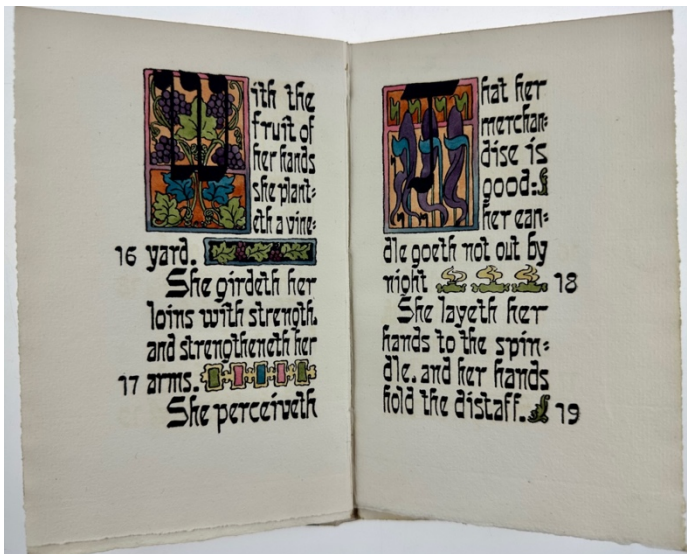 With the
fruit of
her hands
she plant=
eth a vine=
16 yard.
She girdeth her
loins with strength,
and strengtheneth her
17 arms.
She perceiveth
That her
merchan=
dise is
good:
her can=
dle goeth not out by
night 18
She layeth her
hands to the spin=
dle, and her hands
hold the distaff. 19